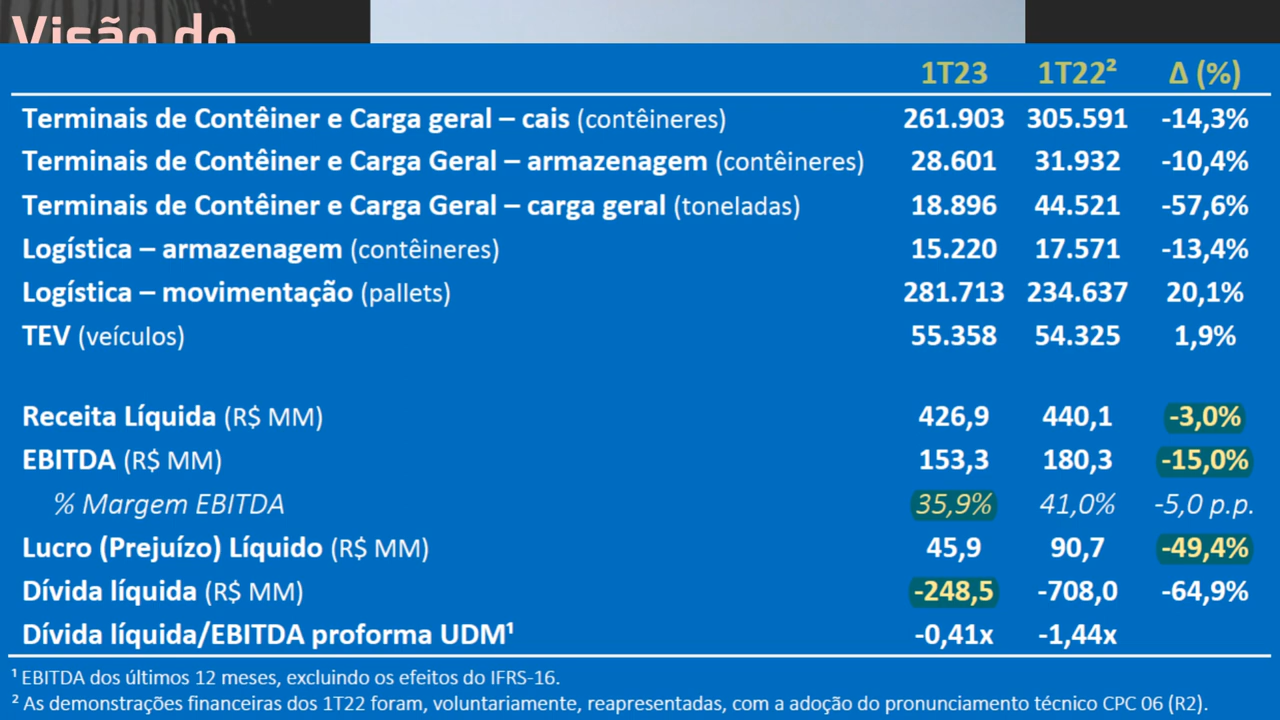 Visão do
1T23 1T22² Δ (%)
Terminais de Contêiner e Carga geral – cais (contêineres) 261.903 305.591 -14,3%
Terminais de Contêiner e Carga Geral – armazenagem (contêineres) 28.601 31.932 -10,4%
Terminais de Contêiner e Carga Geral – carga geral (toneladas) 18.896 44.521 -57,6%
Logística – armazenagem (contêineres) 15.220 17.571 -13,4%
Logística – movimentação (pallets) 281.713 234.637 20,1%
TEV (veículos) 55.358 54.325 1,9%
Receita Líquida (R$ MM) 426,9 440,1 -3,0%
EBITDA (R$ MM) 153,3 180,3 -15,0%
% Margem EBITDA 35,9% 41,0% -5,0 p.p.
Lucro (Prejuízo) Líquido (R$ MM) 45,9 90,7 -49,4%
Dívida líquida (R$ MM) -248,5 -708,0 -64,9%
Dívida líquida/EBITDA proforma UDM¹ -0,41x -1,44x
¹ EBITDA dos últimos 12 meses, excluindo os efeitos do IFRS-16.
² As demonstrações financeiras dos 1T22 foram, voluntariamente, reapresentadas, com a adoção do pronunciamento técnico CPC 06 (R2).